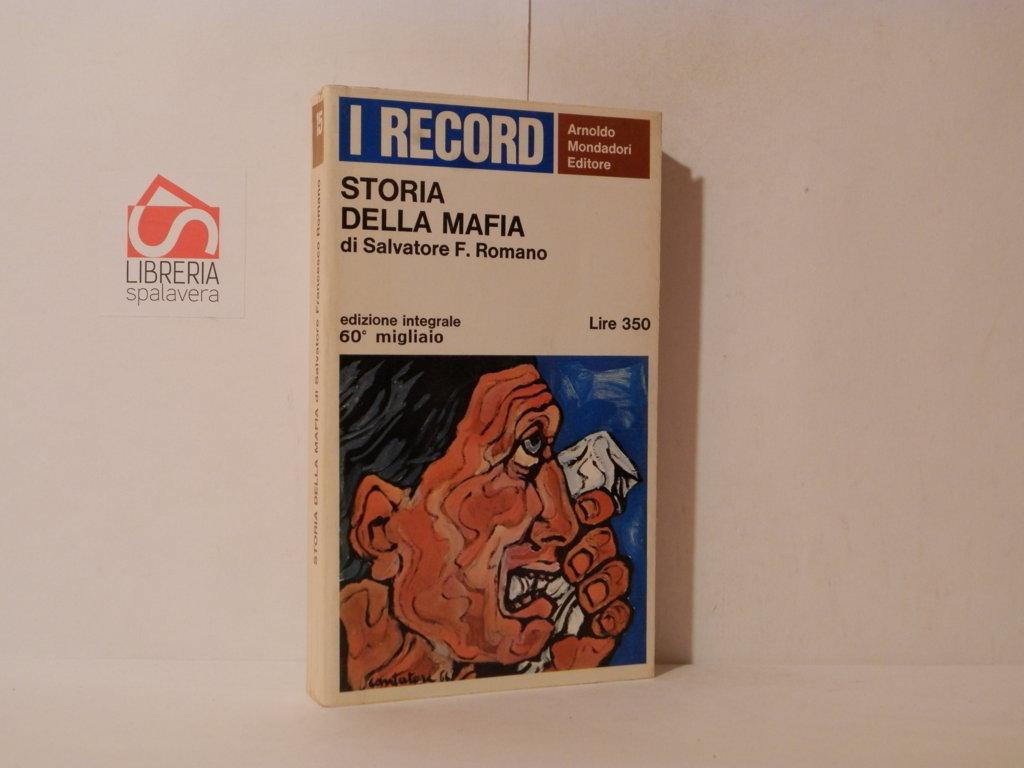 I RECORD
Arnoldo
Mondadori
Editore
STORIA
DELLA MAFIA
di Salvatore F. Romano
edizione integrale
60° migliaio
Lire 350
15
STORIA DELLA MAFIA di Salvatore Francesco Romano
LIBRERIA
spalavera